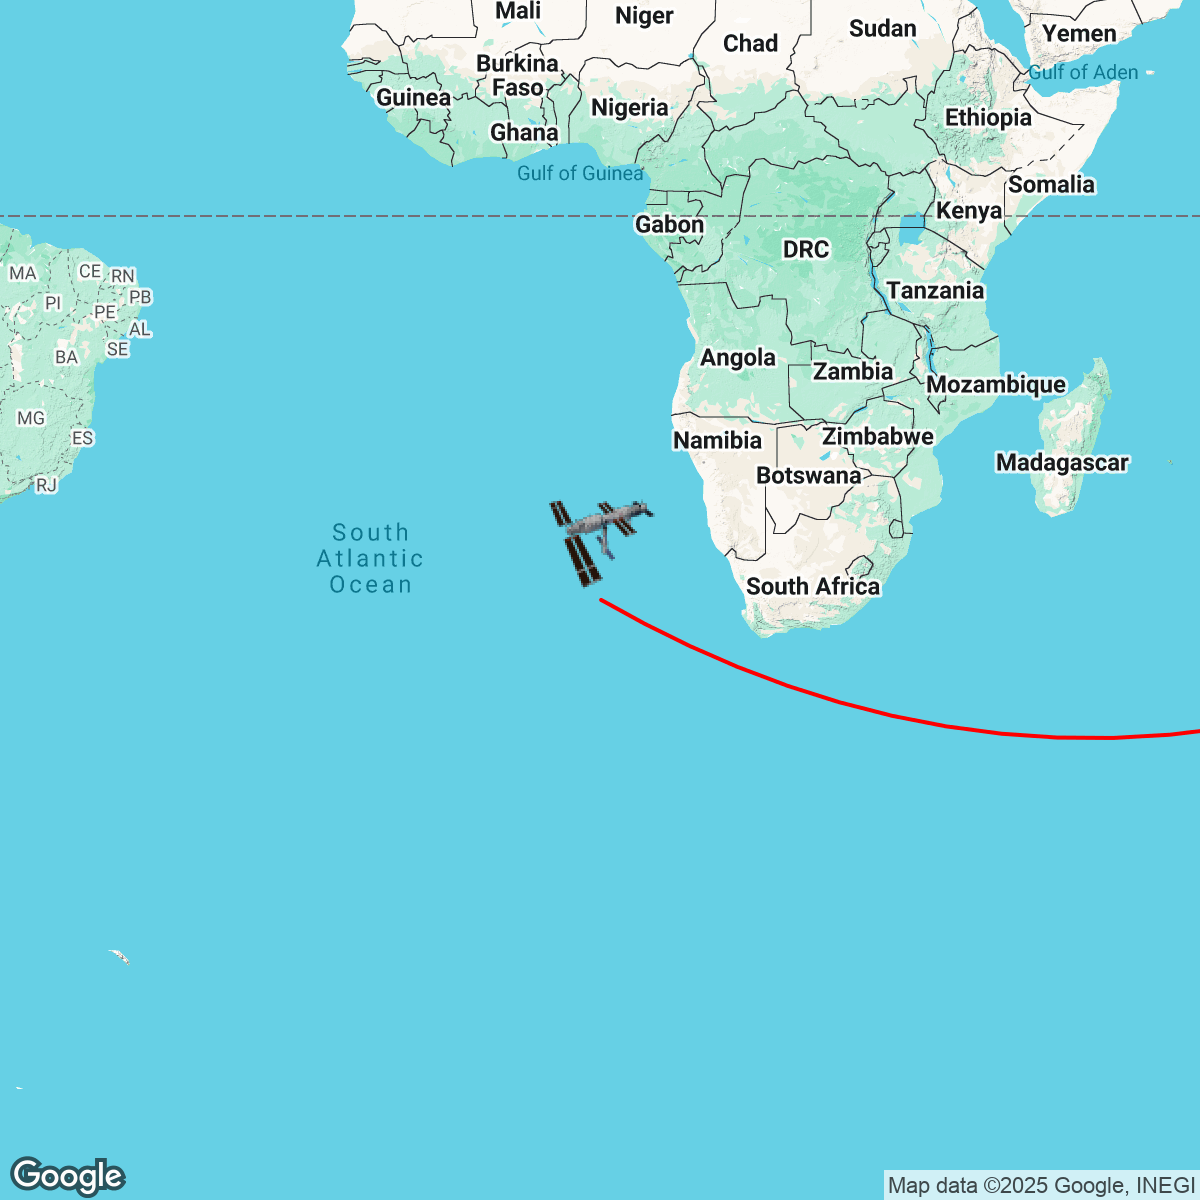 Mali
Niger
Chad
Sudan
Yemen
Burkina
Faso
Gulf of Aden
Guinea
Nigeria
Ethiopia
Ghana
Gulf of Guinea
Somalia
Kenya
Gabon
DRC
MA
CE
RN
PI
PE
PB
Tanzania
AL
SE
BA
Angola
Zambia
Mozambique
MG
ES
Namibia
Zimbabwe
Madagascar
Botswana
RJ
South
Atlantic
Ocean
South Africa
Google
Map data ©2025 Google, INEGI